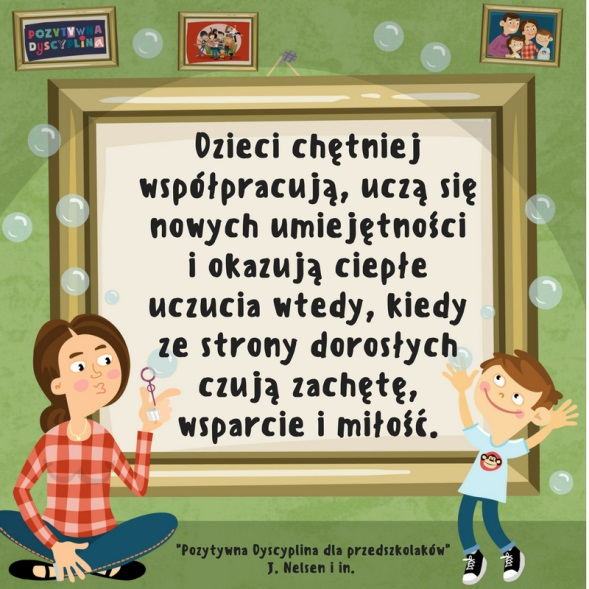 POZYTYWNA
DYSCYPLINA
Dzieci chętniej
współpracują, uczą się
nowych umiejętności
i okazują ciepłe
uczucia wtedy, kiedy
ze strony dorosłych
czują zachętę,
wsparcie i miłość.
"Pozytywna Dyscyplina dla przedszkolaków"
J. Nelsen i in.